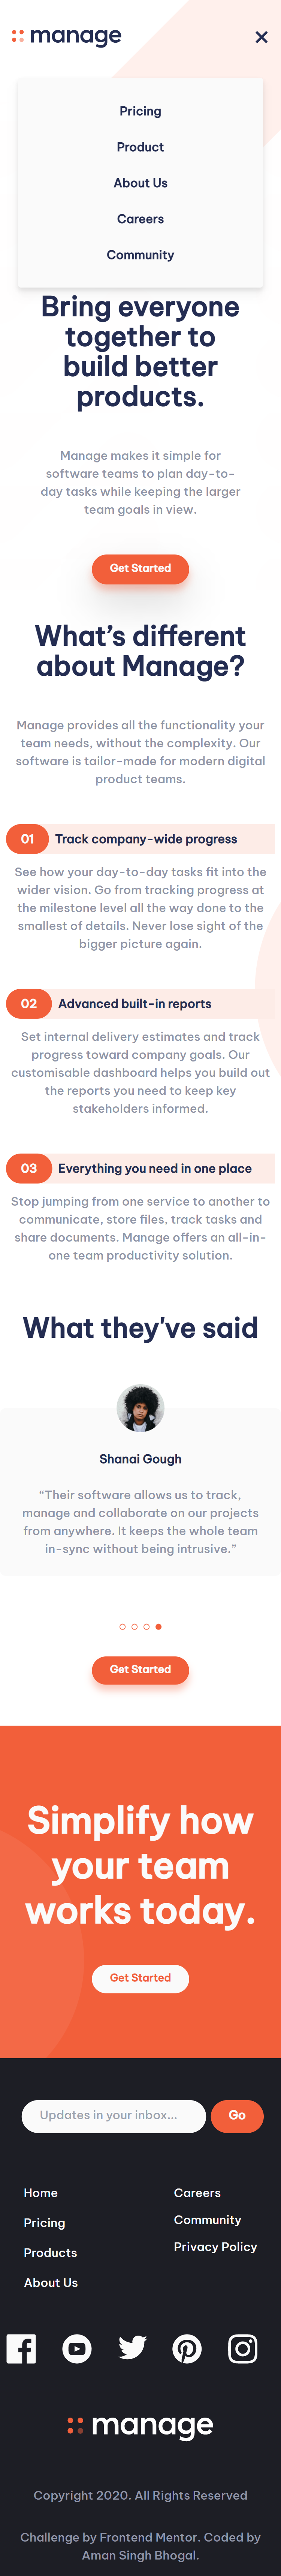 manage
Pricing
Product
About Us
Careers
Community
Bring everyone
together to
build better
products.
Manage makes it simple for
software teams to plan day-to-
day tasks while keeping the larger
team goals in view.
Get Started
What’s different
about Manage?
Manage provides all the functionality your
team needs, without the complexity. Our
software is tailor-made for modern digital
product teams.
01 Track company-wide progress
See how your day-to-day tasks fit into the
wider vision. Go from tracking progress at
the milestone level all the way done to the
smallest of details. Never lose sight of the
bigger picture again.
02 Advanced built-in reports
Set internal delivery estimates and track
progress toward company goals. Our
customisable dashboard helps you build out
the reports you need to keep key
stakeholders informed.
03 Everything you need in one place
Stop jumping from one service to another to
communicate, store files, track tasks and
share documents. Manage offers an all-in-
one team productivity solution.
What they've said
Shanai Gough
“Their software allows us to track,
manage and collaborate on our projects
from anywhere. It keeps the whole team
in-sync without being intrusive.”
Get Started
Simplify how
your team
works today.
Get Started
Updates in your inbox... Go
Home
Pricing
Products
About Us
Careers
Community
Privacy Policy
manage
Copyright 2020. All Rights Reserved
Challenge by Frontend Mentor. Coded by
Aman Singh Bhogal.